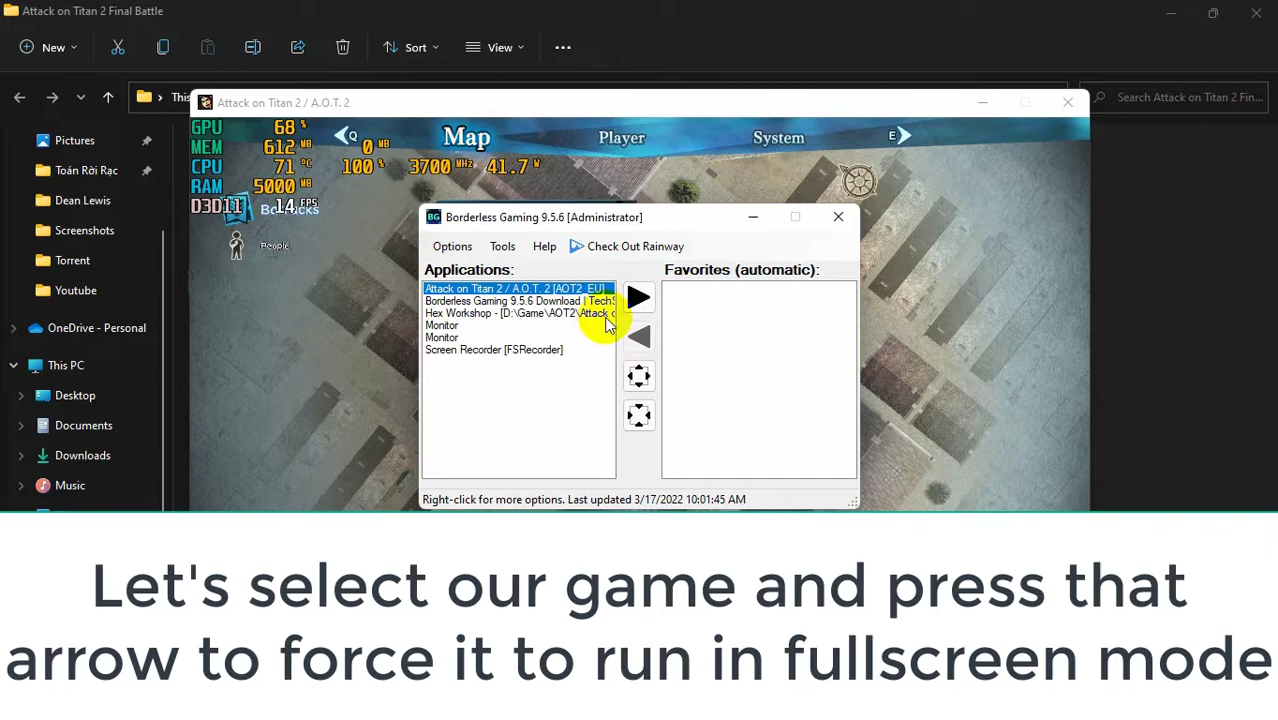 Attack on Titan 2 Final Battle
New
Sort
View
This
Search Attack on Titan 2 Fin...
Pictures
Toán Rời Rạc
Dean Lewis
Screenshots
Torrent
Youtube
OneDrive - Personal
This PC
Desktop
Documents
Downloads
Music
Attack on Titan 2 / A.O.T. 2
Q Map Player System E
GPU 68 %
MEM 612 MB 0 MB
CPU 71 °C 100 % 3700 MHz 41.7 W
RAM 5000 MB
D3D11 14 FPS
People
BG Borderless Gaming 9.5.6 [Administrator]
Options Tools Help Check Out Rainway
Applications:
Attack on Titan 2 / A.O.T. 2 [AOT2_EU]
Borderless Gaming 9.5.6 Download | TechS
Hex Workshop - [D:\Game\AOT2\Attack o
Monitor
Monitor
Screen Recorder [FSRecorder]
Favorites (automatic):
Right-click for more options. Last updated 3/17/2022 10:01:45 AM
Let's select our game and press that
arrow to force it to run in fullscreen mode